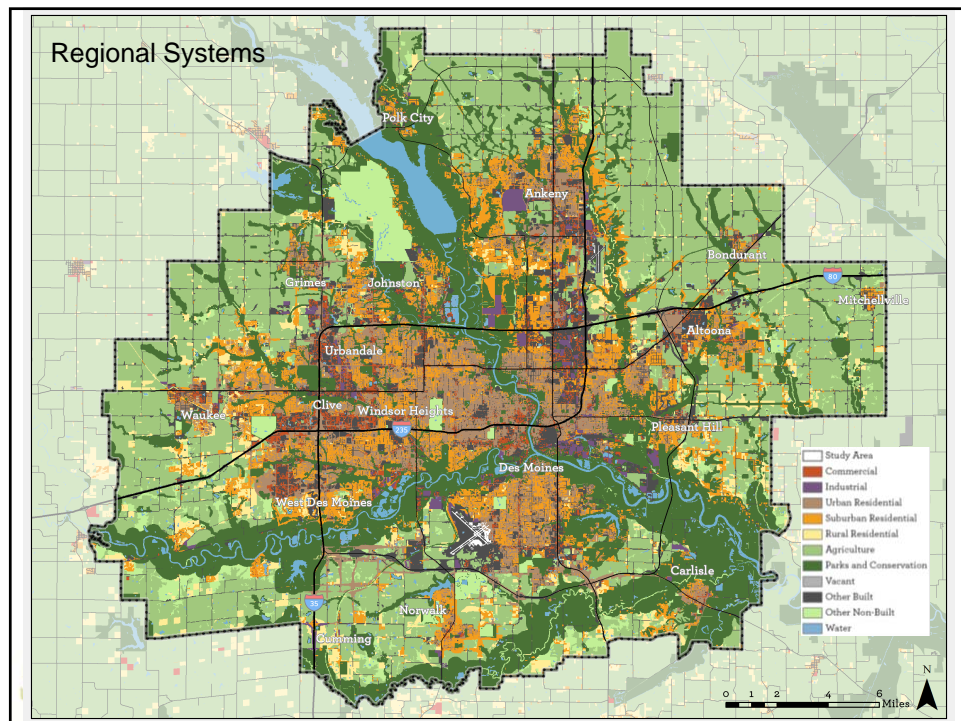 Regional Systems
Polk City
Ankeny
Bondurant
80
Mitchellville
Grimes
Johnston
Altoona
Urbandale
Waukee
Clive
Windsor Heights
235
Pleasant Hill
Des Moines
West Des Moines
Carlisle
35
Norwalk
Cumming
Study Area
Commercial
Industrial
Urban Residential
Suburban Residential
Rural Residential
Agriculture
Parks and Conservation
Vacant
Other Built
Other Non-Built
Water
N
0 1 2 4 6
Miles